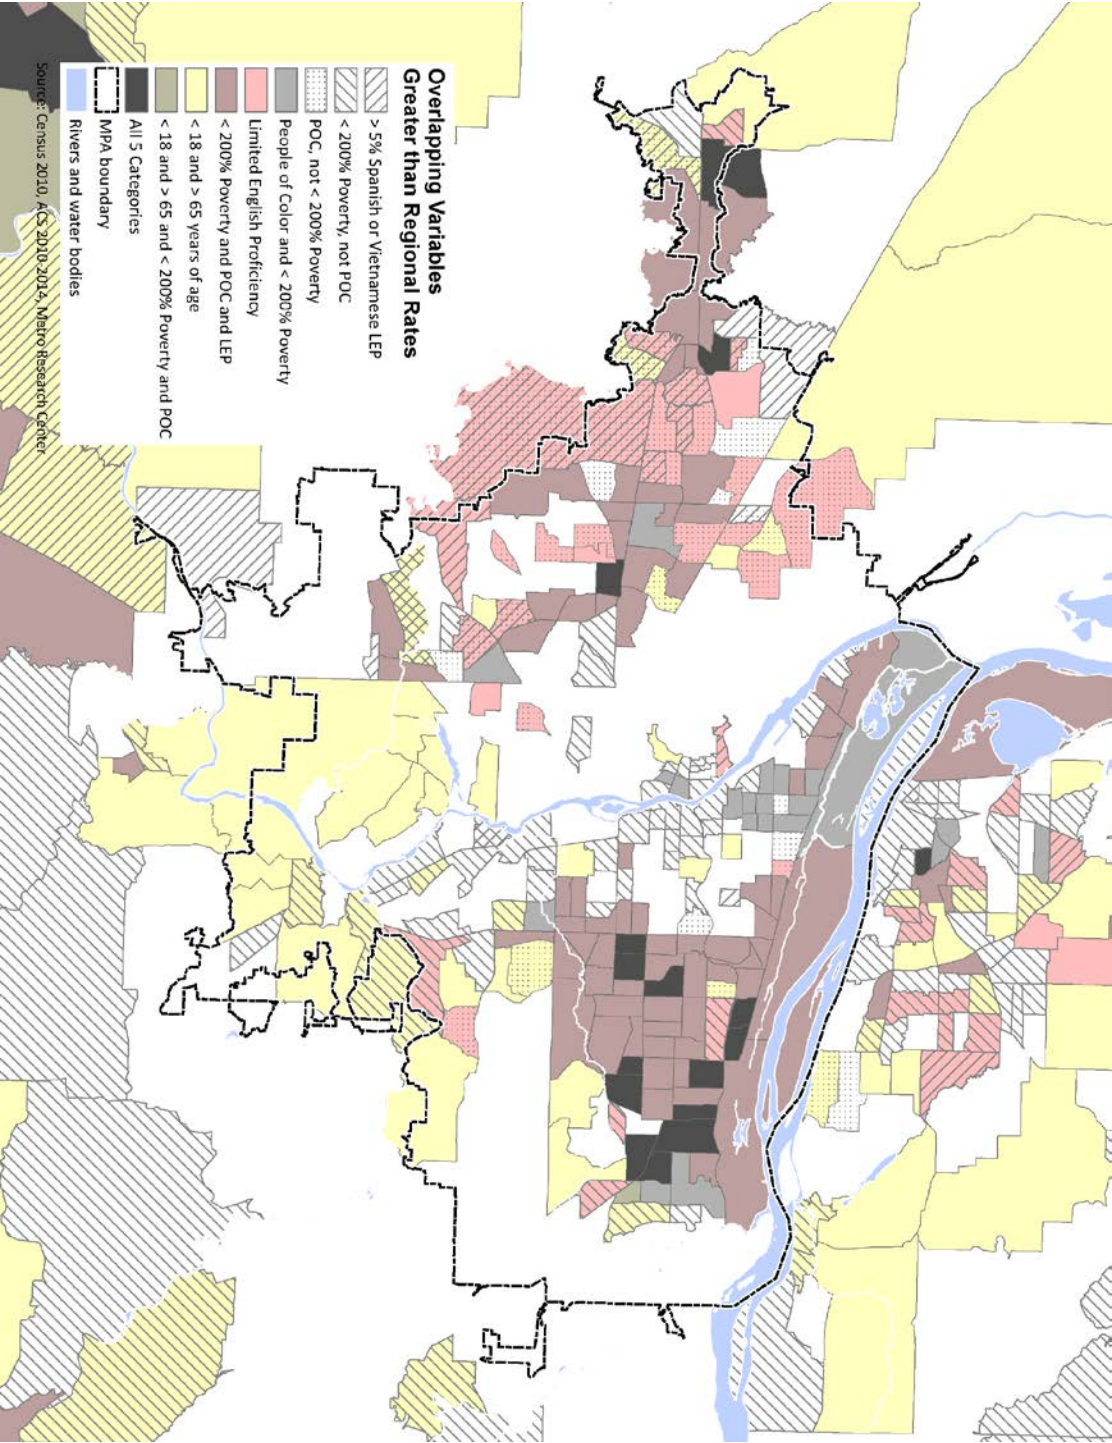 Overlapping Variables
Greater than Regional Rates
> 5% Spanish or Vietnamese LEP
< 200% Poverty, not POC
POC, not < 200% Poverty
People of Color and < 200% Poverty
Limited English Proficiency
< 200% Poverty and POC and LEP
< 18 and > 65 years of age
< 18 and > 65 and < 200% Poverty and POC
All 5 Categories
MPA boundary
Rivers and water bodies
Source: Census 2010, ACS 2010-2014, Metro Research Center